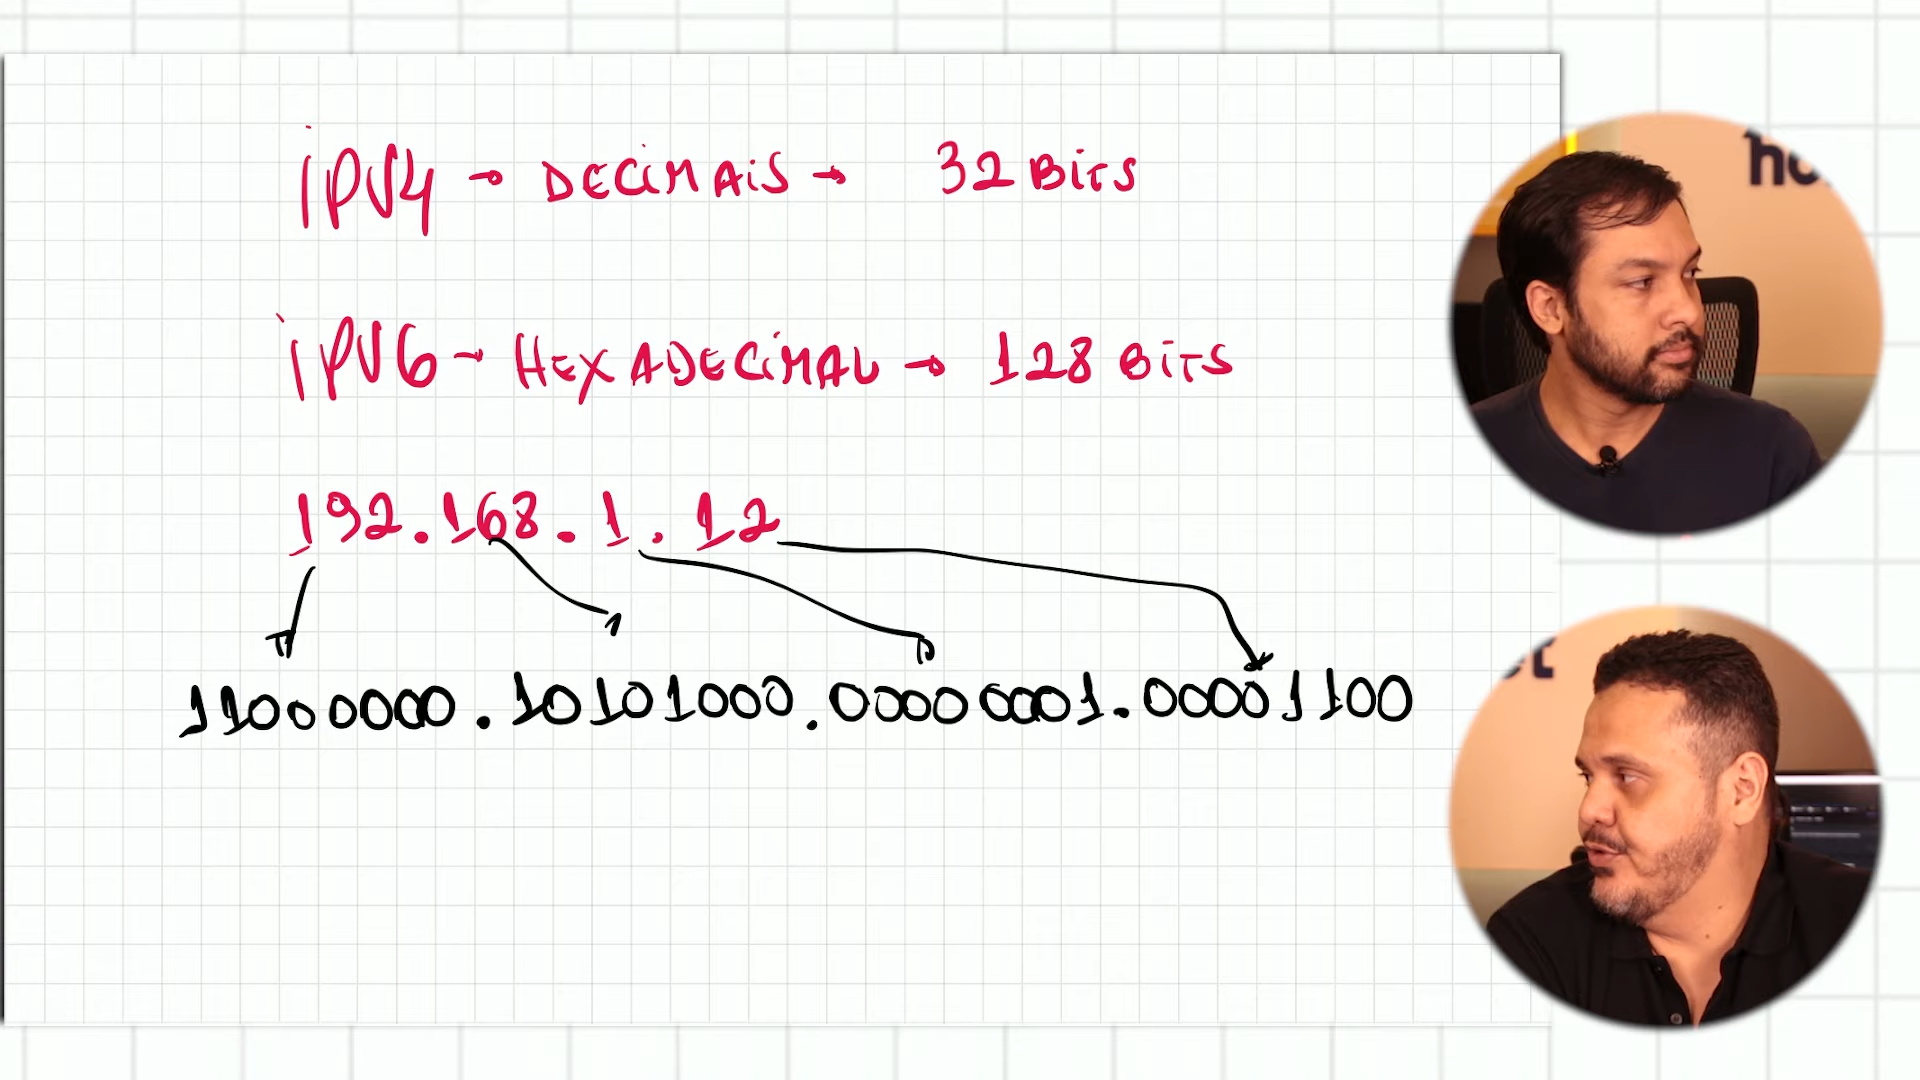 iPV4 → DECiMAiS → 32 BiTS
iPV6 → HEXADECiMAL → 128 BiTS
192.168.1.12
11000000.10101000.00000001.00001100